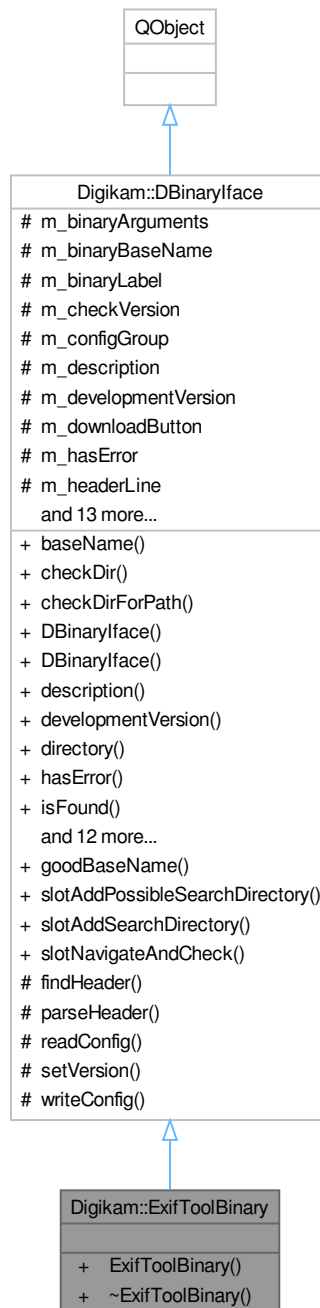 QObject
Digikam::DBinaryIface
# m_binaryArguments
# m_binaryBaseName
# m_binaryLabel
# m_checkVersion
# m_configGroup
# m_description
# m_developmentVersion
# m_downloadButton
# m_hasError
# m_headerLine
and 13 more...
+ baseName()
+ checkDir()
+ checkDirForPath()
+ DBinaryIface()
+ DBinaryIface()
+ description()
+ developmentVersion()
+ directory()
+ hasError()
+ isFound()
and 12 more...
+ goodBaseName()
+ slotAddPossibleSearchDirectory()
+ slotAddSearchDirectory()
+ slotNavigateAndCheck()
# findHeader()
# parseHeader()
# readConfig()
# setVersion()
# writeConfig()
Digikam::ExifToolBinary
+ ExifToolBinary()
+ ~ExifToolBinary()